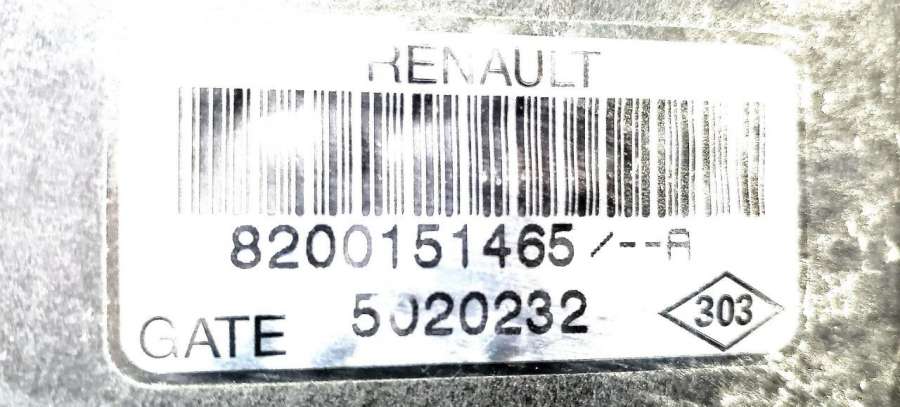 RENAULT
8200151465/--A
GATE 5020232 303